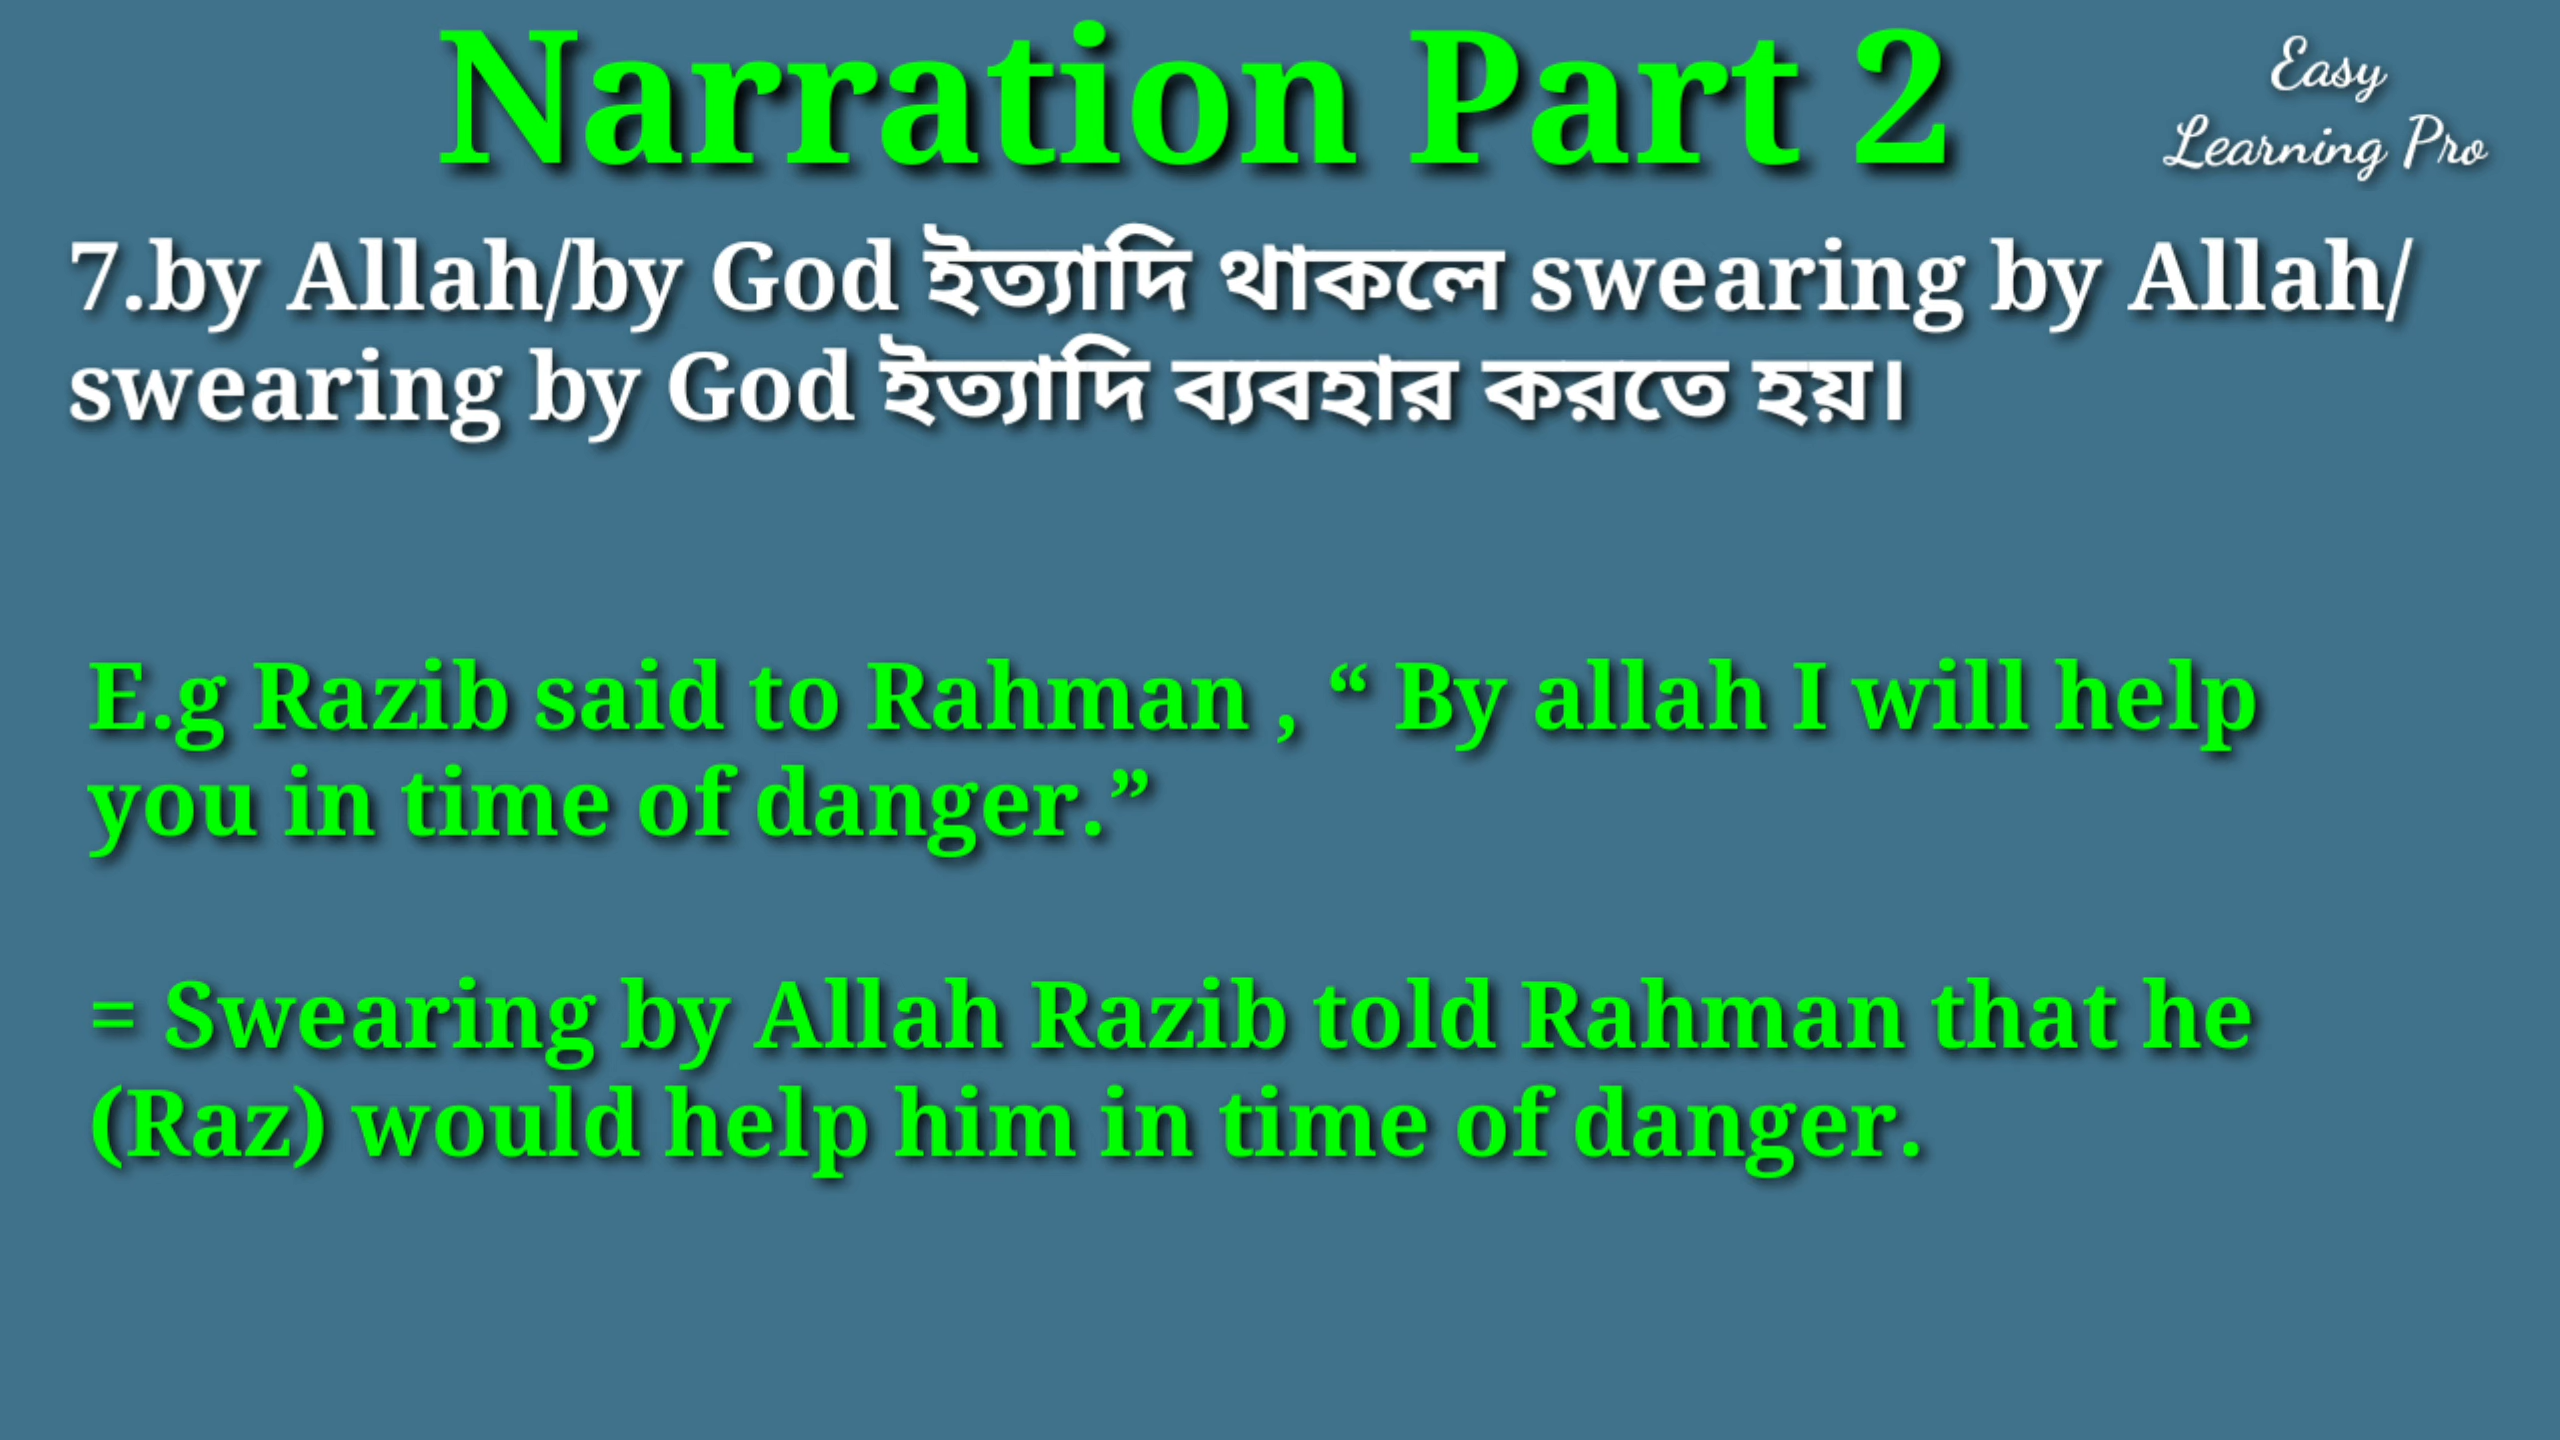 Narration Part 2
Easy
Learning Pro
7.by Allah/by God ইত্যাদি থাকলে swearing by Allah/
swearing by God ইত্যাদি ব্যবহার করতে হয়।
E.g Razib said to Rahman , “ By allah I will help
you in time of danger.”
= Swearing by Allah Razib told Rahman that he
(Raz) would help him in time of danger.